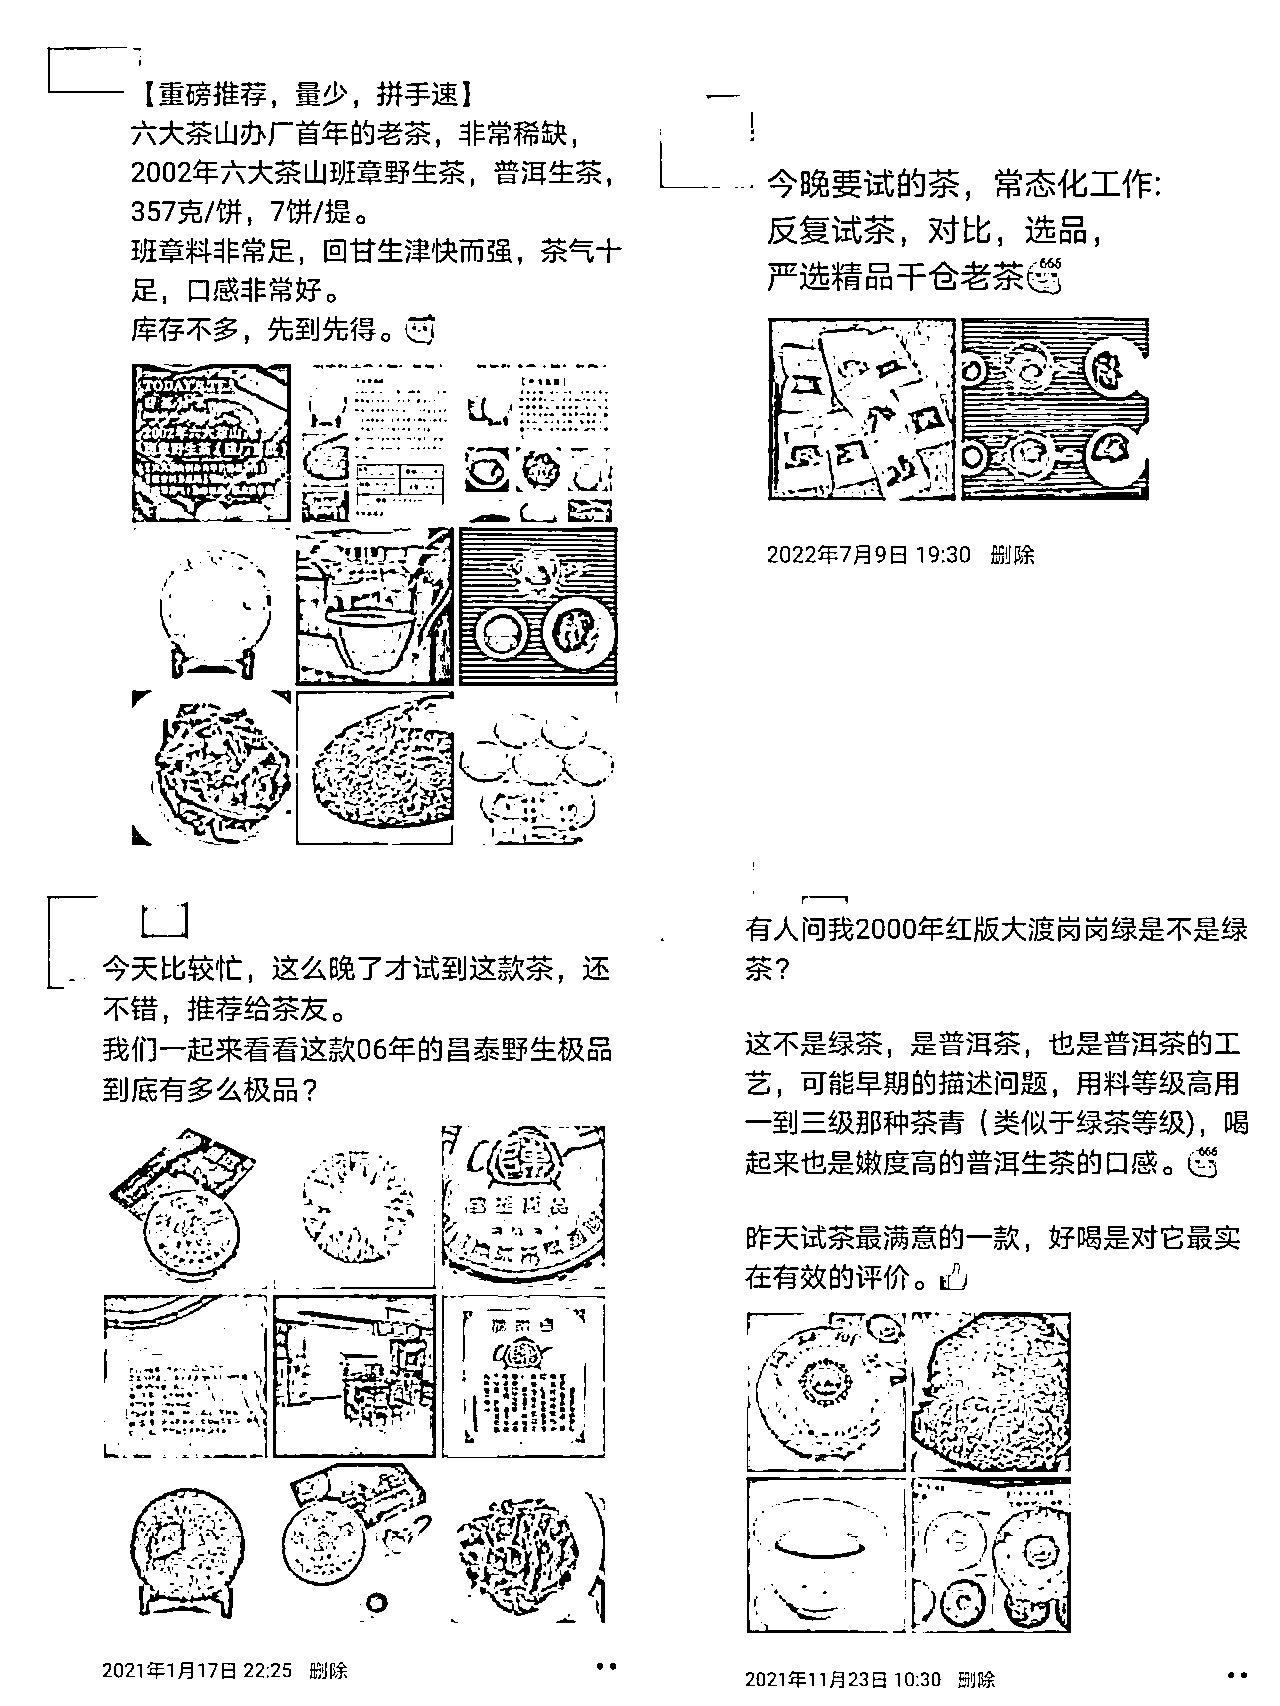 【重磅推荐，量少，拼手速】
六大茶山办厂首年的老茶，非常稀缺，
2002年六大茶山班章野生茶，普洱生茶，
357克/饼，7饼/提。
班章料非常足，回甘生津快而强，茶气十
足，口感非常好。
库存不多，先到先得。
TODAY'S TEA
今晚要试的茶，常态化工作:
反复试茶，对比，选品，
严选精品干仓老茶
2022年7月9日 19:30 删除
今天比较忙，这么晚了才试到这款茶，还
不错，推荐给茶友。
我们一起来看看这款06年的昌泰野生极品
到底有多么极品？
2021年1月17日 22:25 删除
有人问我2000年红版大渡岗岗绿是不是绿
茶？
这不是绿茶，是普洱茶，也是普洱茶的工
艺，可能早期的描述问题，用料等级高用
一到三级那种茶青（类似于绿茶等级)，喝
起来也是嫩度高的普洱生茶的口感。
昨天试茶最满意的一款，好喝是对它最实
在有效的评价。
2021年11月23日 10:30 删除